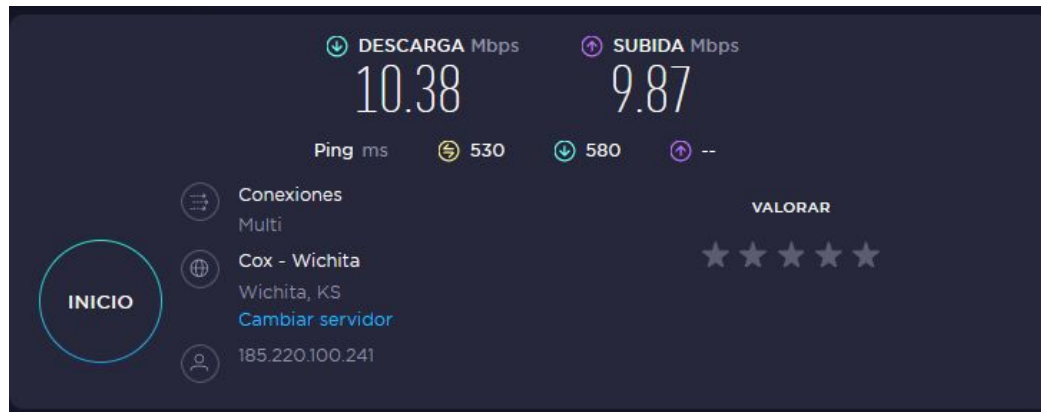 DESCARGA Mbps
SUBIDA Mbps
10.38
9.87
Ping ms 530 580 --
Conexiones
Multi
Cox - Wichita
Wichita, KS
Cambiar servidor
185.220.100.241
INICIO
VALORAR